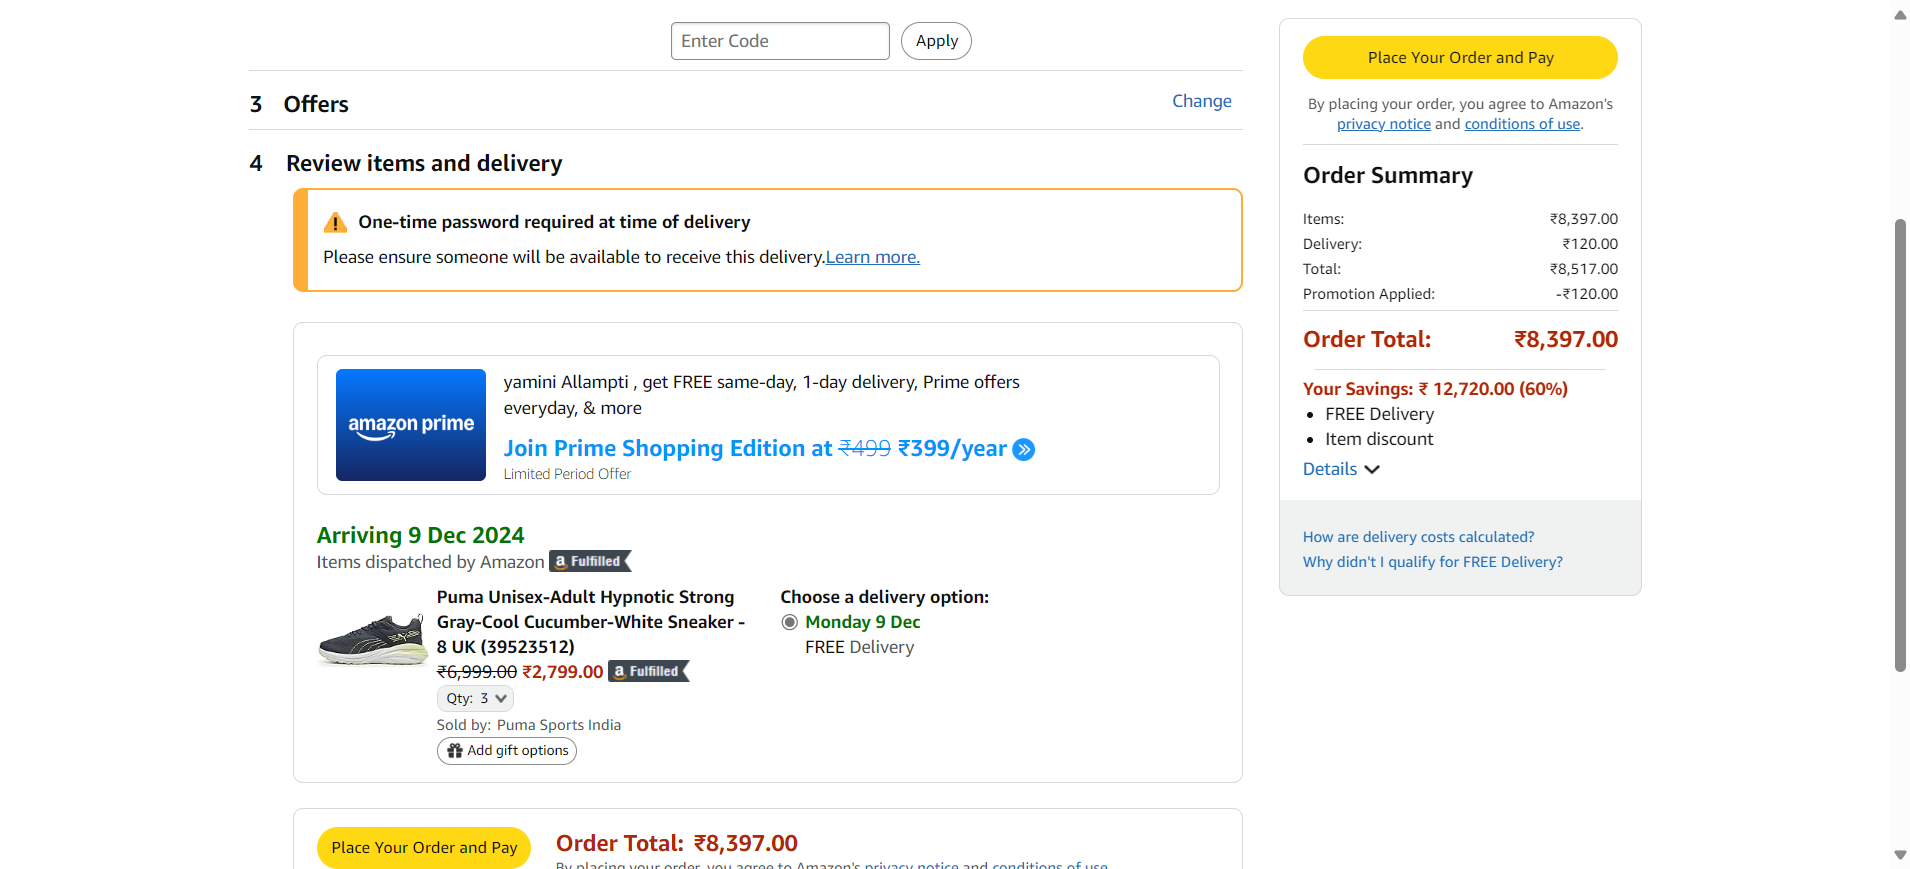 Enter Code
Apply
3 Offers
Change
4 Review items and delivery
One-time password required at time of delivery
Please ensure someone will be available to receive this delivery.Learn more.
amazon prime
yamini Allampti , get FREE same-day, 1-day delivery, Prime offers
everyday, & more
Join Prime Shopping Edition at ₹499 ₹399/year
Limited Period Offer
Arriving 9 Dec 2024
Items dispatched by Amazon a Fulfilled
Puma Unisex-Adult Hypnotic Strong
Gray-Cool Cucumber-White Sneaker -
8 UK (39523512)
₹6,999.00 ₹2,799.00 a Fulfilled
Qty: 3
Sold by: Puma Sports India
Add gift options
Choose a delivery option:
Monday 9 Dec
FREE Delivery
Place Your Order and Pay
Order Total: ₹8,397.00
By placing your order, you agree to Amazon's privacy notice and conditions of use.
Place Your Order and Pay
By placing your order, you agree to Amazon's
privacy notice and conditions of use.
Order Summary
Items: ₹8,397.00
Delivery: ₹120.00
Total: ₹8,517.00
Promotion Applied: -₹120.00
Order Total: ₹8,397.00
Your Savings: ₹ 12,720.00 (60%)
• FREE Delivery
• Item discount
Details
How are delivery costs calculated?
Why didn't I qualify for FREE Delivery?